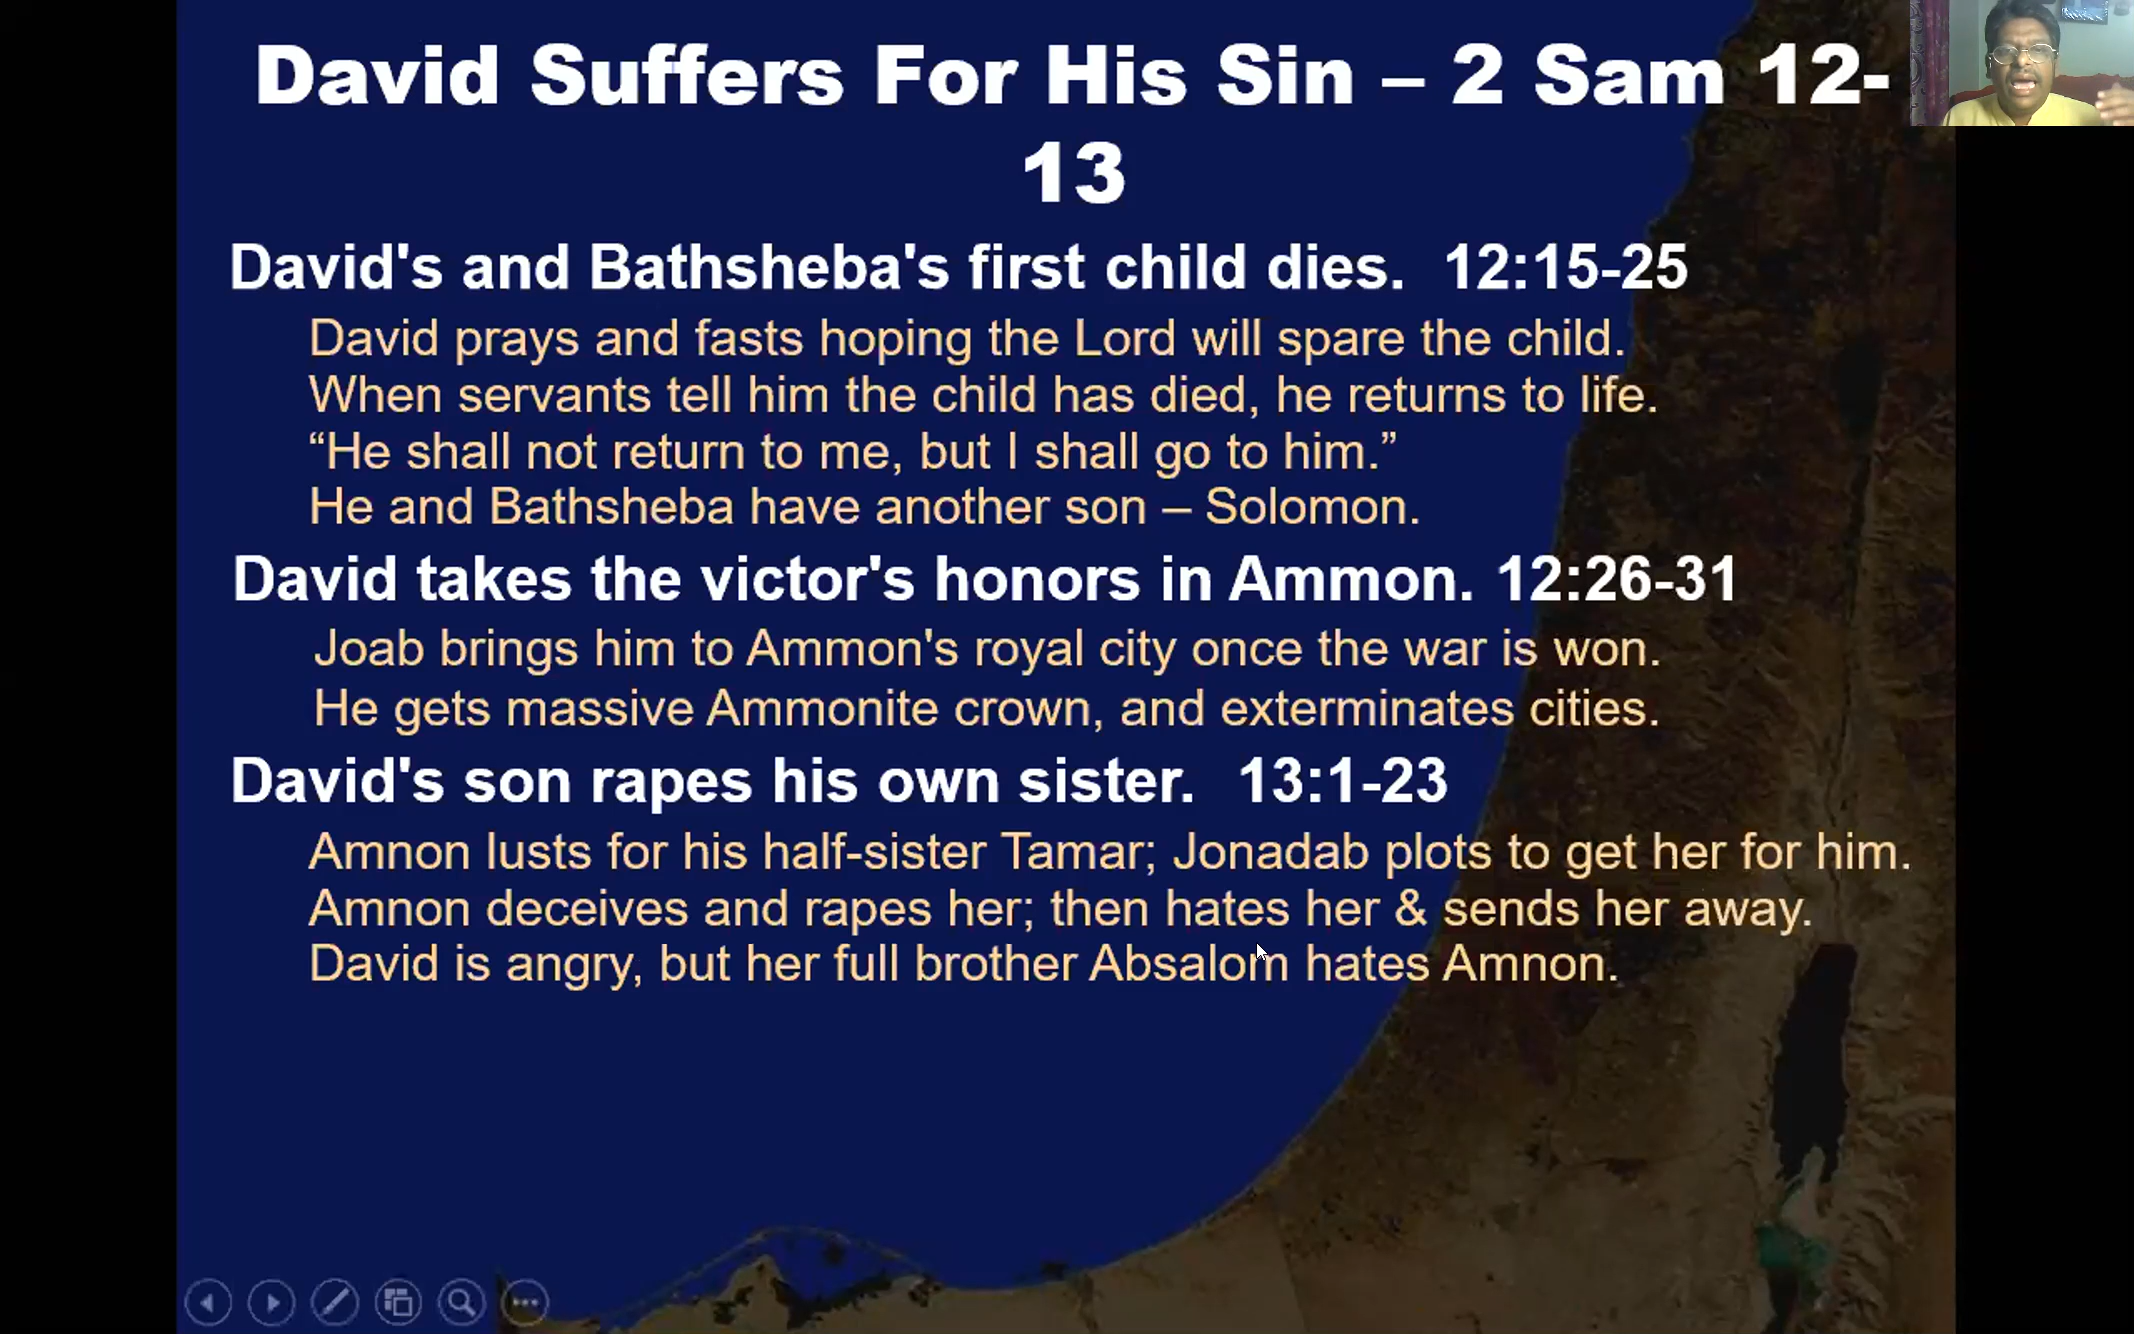 David Suffers For His Sin – 2 Sam 12-
13
David's and Bathsheba's first child dies. 12:15-25
David prays and fasts hoping the Lord will spare the child.
When servants tell him the child has died, he returns to life.
“He shall not return to me, but I shall go to him.”
He and Bathsheba have another son – Solomon.
David takes the victor's honors in Ammon. 12:26-31
Joab brings him to Ammon's royal city once the war is won.
He gets massive Ammonite crown, and exterminates cities.
David's son rapes his own sister. 13:1-23
Amnon lusts for his half-sister Tamar; Jonadab plots to get her for him.
Amnon deceives and rapes her; then hates her & sends her away.
David is angry, but her full brother Absalom hates Amnon.